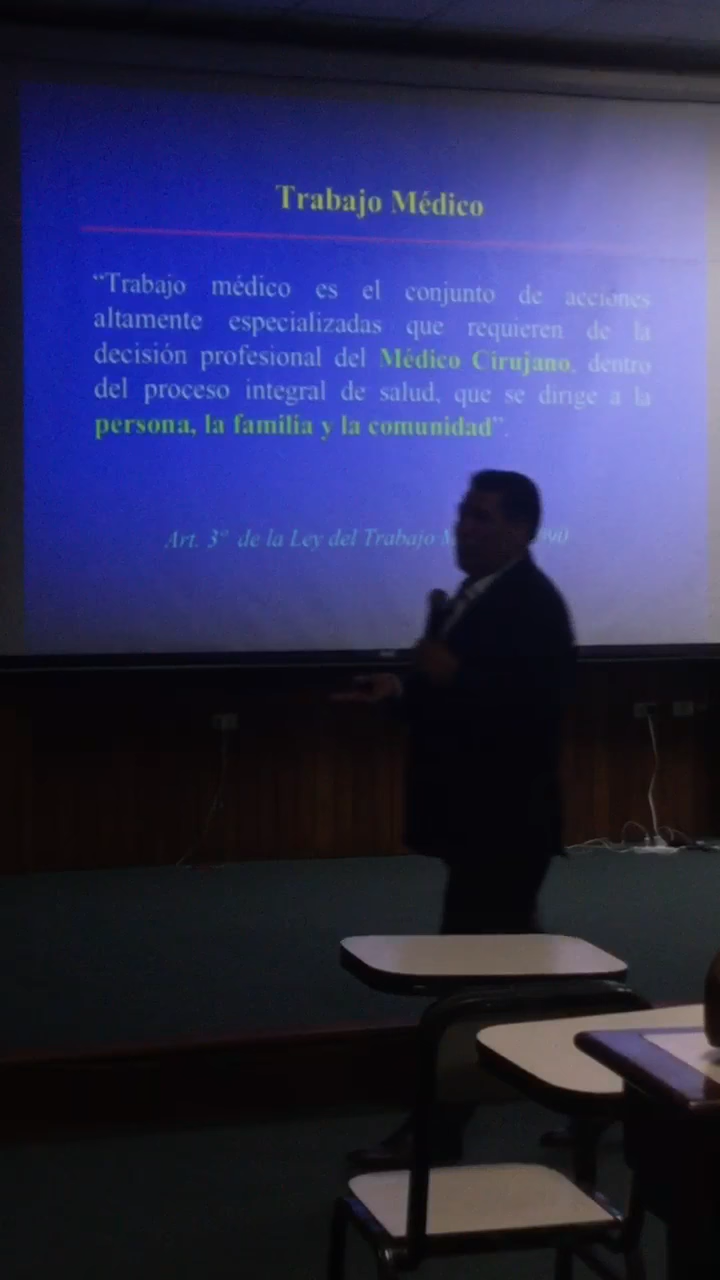 Trabajo Médico
“Trabajo médico es el conjunto de acciones
altamente especializadas que requieren de la
decisión profesional del Médico Cirujano, dentro
del proceso integral de salud, que se dirige a la
persona, la familia y la comunidad”.
Art. 3° de la Ley del Trabajo